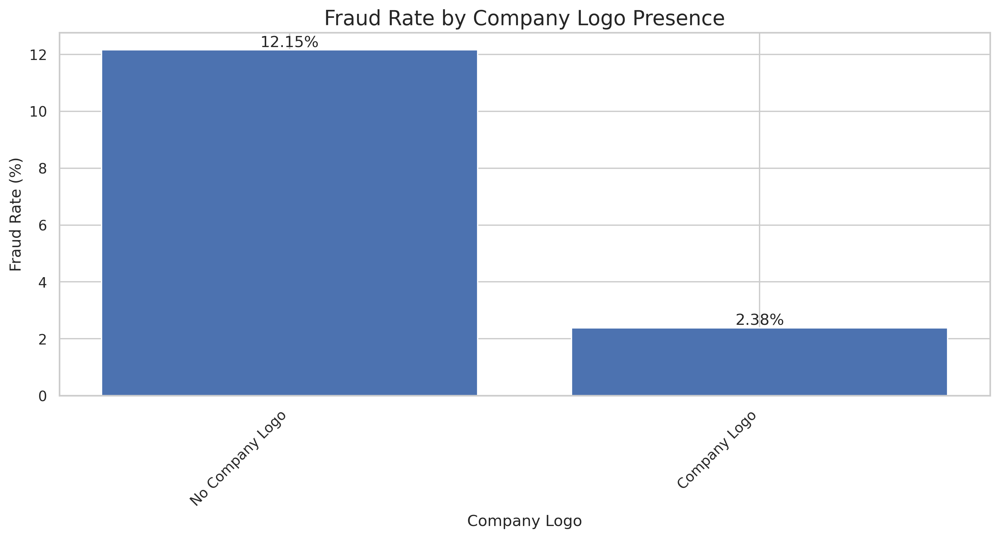 Fraud Rate by Company Logo Presence
12.15%
12
10
8
6
4
2.38%
2
0
Fraud Rate (%)
No Company Logo
Company Logo
Company Logo